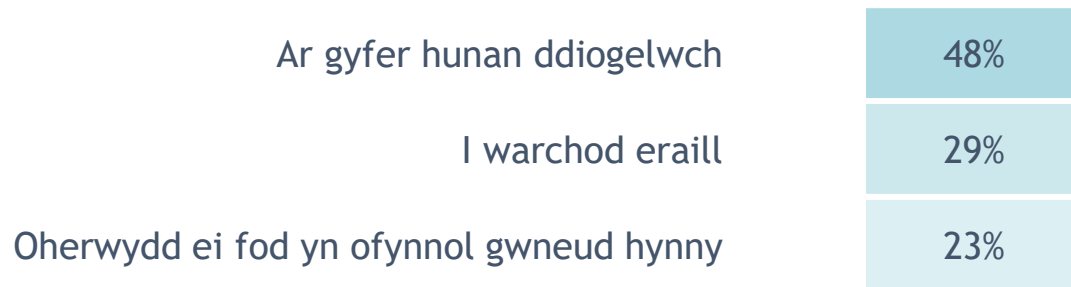 Ar gyfer hunan ddiogelwch 48%
I warchod eraill 29%
Oherwydd ei fod yn ofynnol gwneud hynny 23%